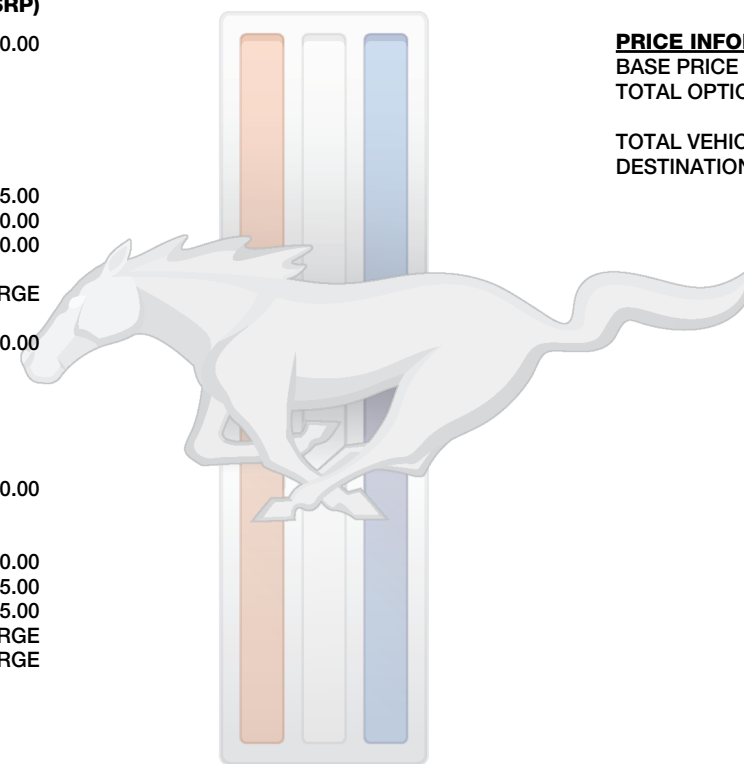 SRP)
0.00
5.00
0.00
0.00
RGE
0.00
0.00
0.00
5.00
5.00
RGE
RGE
PRICE INFO
BASE PRICE
TOTAL OPTIO
TOTAL VEHIC
DESTINATION